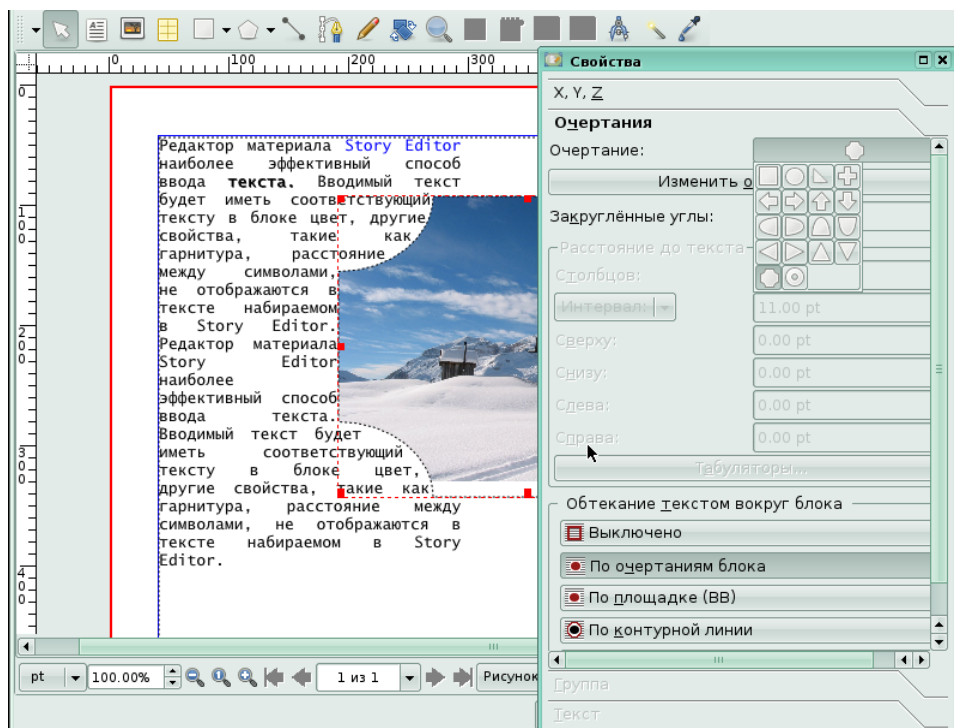 0 100 200 300
0
100
200
300
400
Редактор материала Story Editor
наиболее эффективный способ
ввода текста. Вводимый текст
будет иметь соответствующий
тексту в блоке цвет, другие
свойства, такие как
гарнитура, расстояние
между символами,
не отображаются в
тексте набираемом
в Story Editor.
Редактор материала
Story Editor
наиболее
эффективный способ
ввода текста.
Вводимый текст будет
иметь соответствующий
тексту в блоке цвет,
другие свойства, такие как
гарнитура, расстояние между
символами, не отображаются в
тексте набираемом в Story
Editor.
pt 100.00% 1 из 1 Рисунок
Свойства
X, Y, Z
Очертания
Очертание:
Изменить о
Закруглённые углы:
Расстояние до текста
Столбцов:
Интервал: 11.00 pt
Сверху: 0.00 pt
Снизу: 0.00 pt
Слева: 0.00 pt
Справа: 0.00 pt
Табуляторы...
Обтекание текстом вокруг блока
Выключено
По очертаниям блока
По площадке (BB)
По контурной линии
Группа
Текст